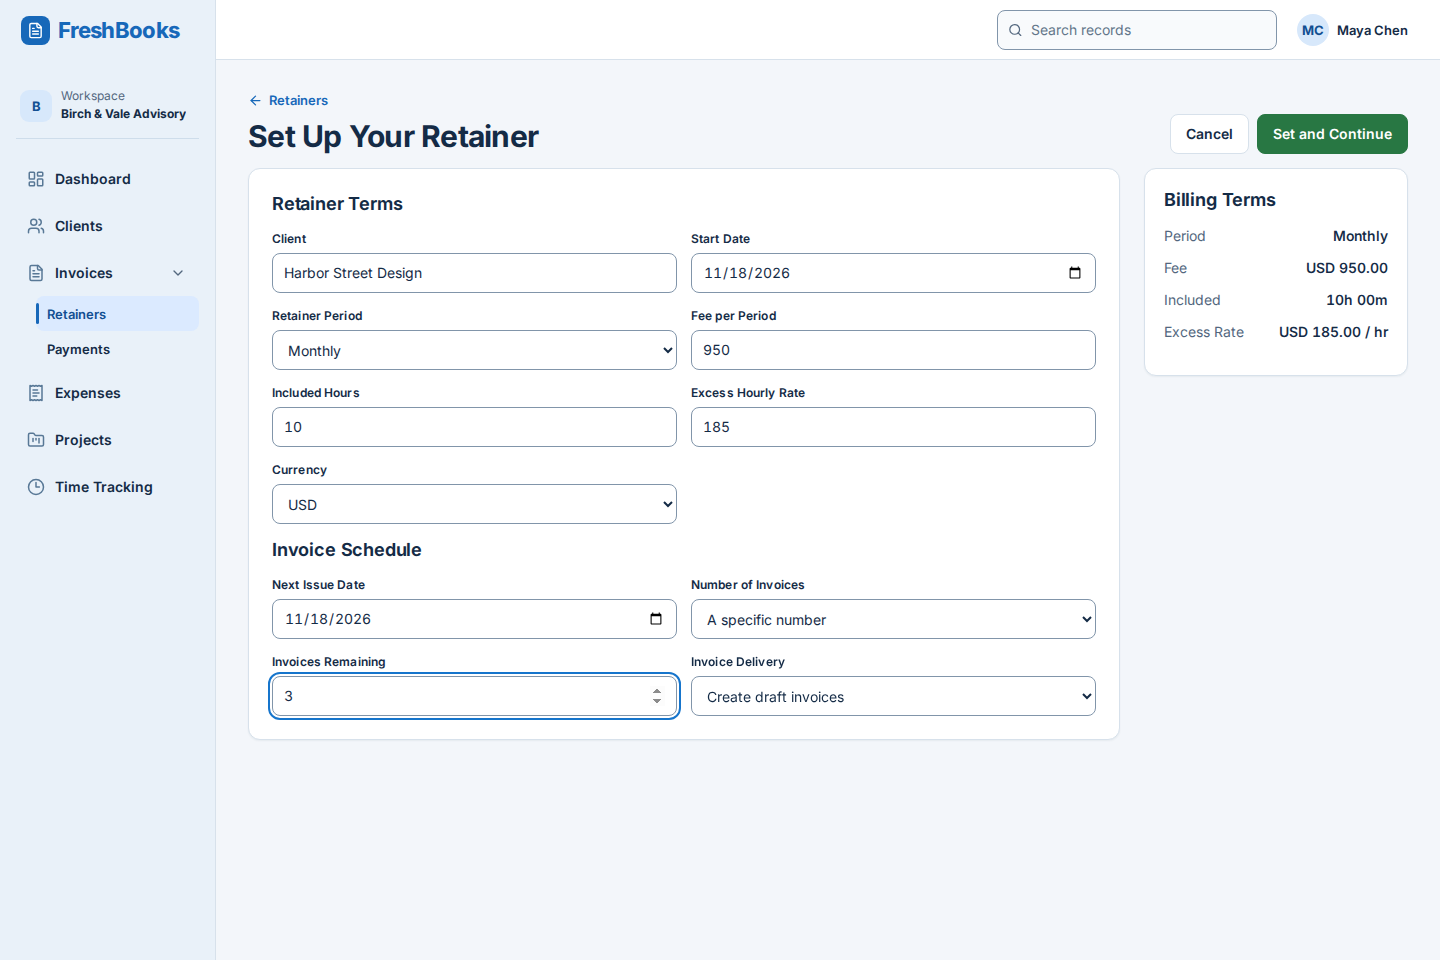 FreshBooks
Search records
MC
Maya Chen
B
Workspace
Birch & Vale Advisory
Dashboard
Clients
Invoices
Retainers
Payments
Expenses
Projects
Time Tracking
Retainers
Set Up Your Retainer
Cancel
Set and Continue
Retainer Terms
Client
Start Date
Harbor Street Design
11/18/2026
Retainer Period
Fee per Period
Monthly
950
Included Hours
Excess Hourly Rate
10
185
Currency
USD
Invoice Schedule
Next Issue Date
Number of Invoices
11/18/2026
A specific number
Invoices Remaining
Invoice Delivery
3
Create draft invoices
Billing Terms
Period Monthly
Fee USD 950.00
Included 10h 00m
Excess Rate USD 185.00 / hr